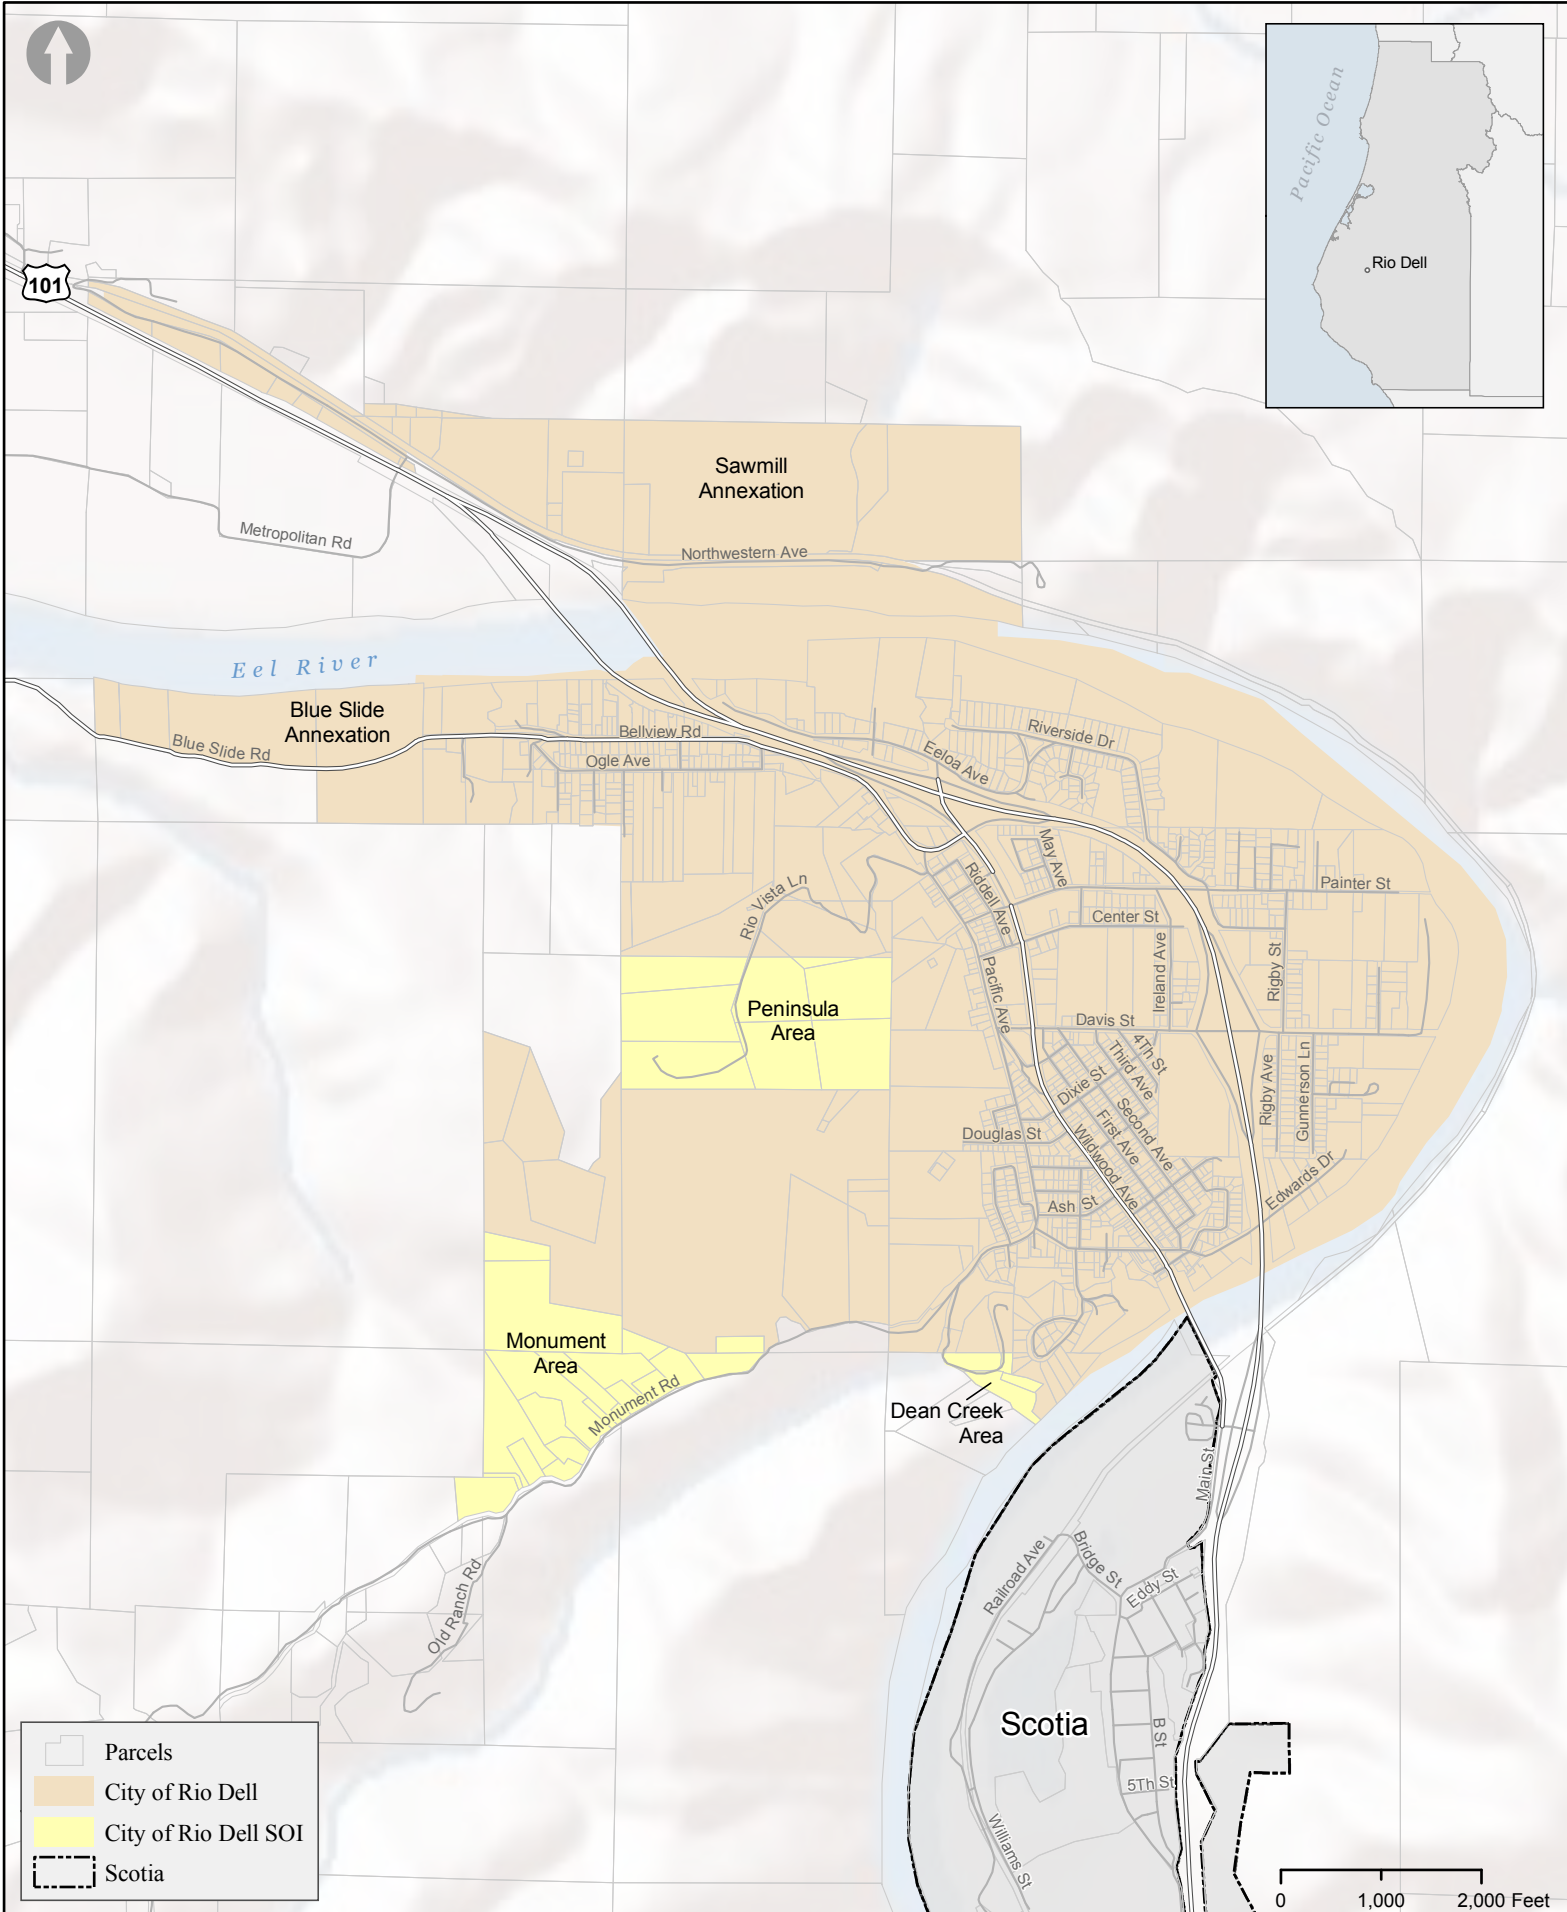 Pacific Ocean
Rio Dell
101
Sawmill
Annexation
Metropolitan Rd
Northwestern Ave
Eel River
Blue Slide
Annexation
Blue Slide Rd
Bellview Rd
Ogle Ave
Riverside Dr
Eeloa Ave
May Ave
Riddell Ave
Painter St
Rio Vista Ln
Center St
Ireland Ave
Rigby St
Pacific Ave
Peninsula
Area
Davis St
4Th St
Third Ave
Dixie St
Second Ave
First Ave
Rigby Ave
Gunnerson Ln
Douglas St
Wildwood Ave
Edwards Dr
Ash St
Monument
Area
Monument Rd
Dean Creek
Area
Main St
Railroad Ave
Bridge St
Eddy St
Old Ranch Rd
Scotia
B St
5Th St
Williams St
Parcels
City of Rio Dell
City of Rio Dell SOI
Scotia
0 1,000 2,000 Feet